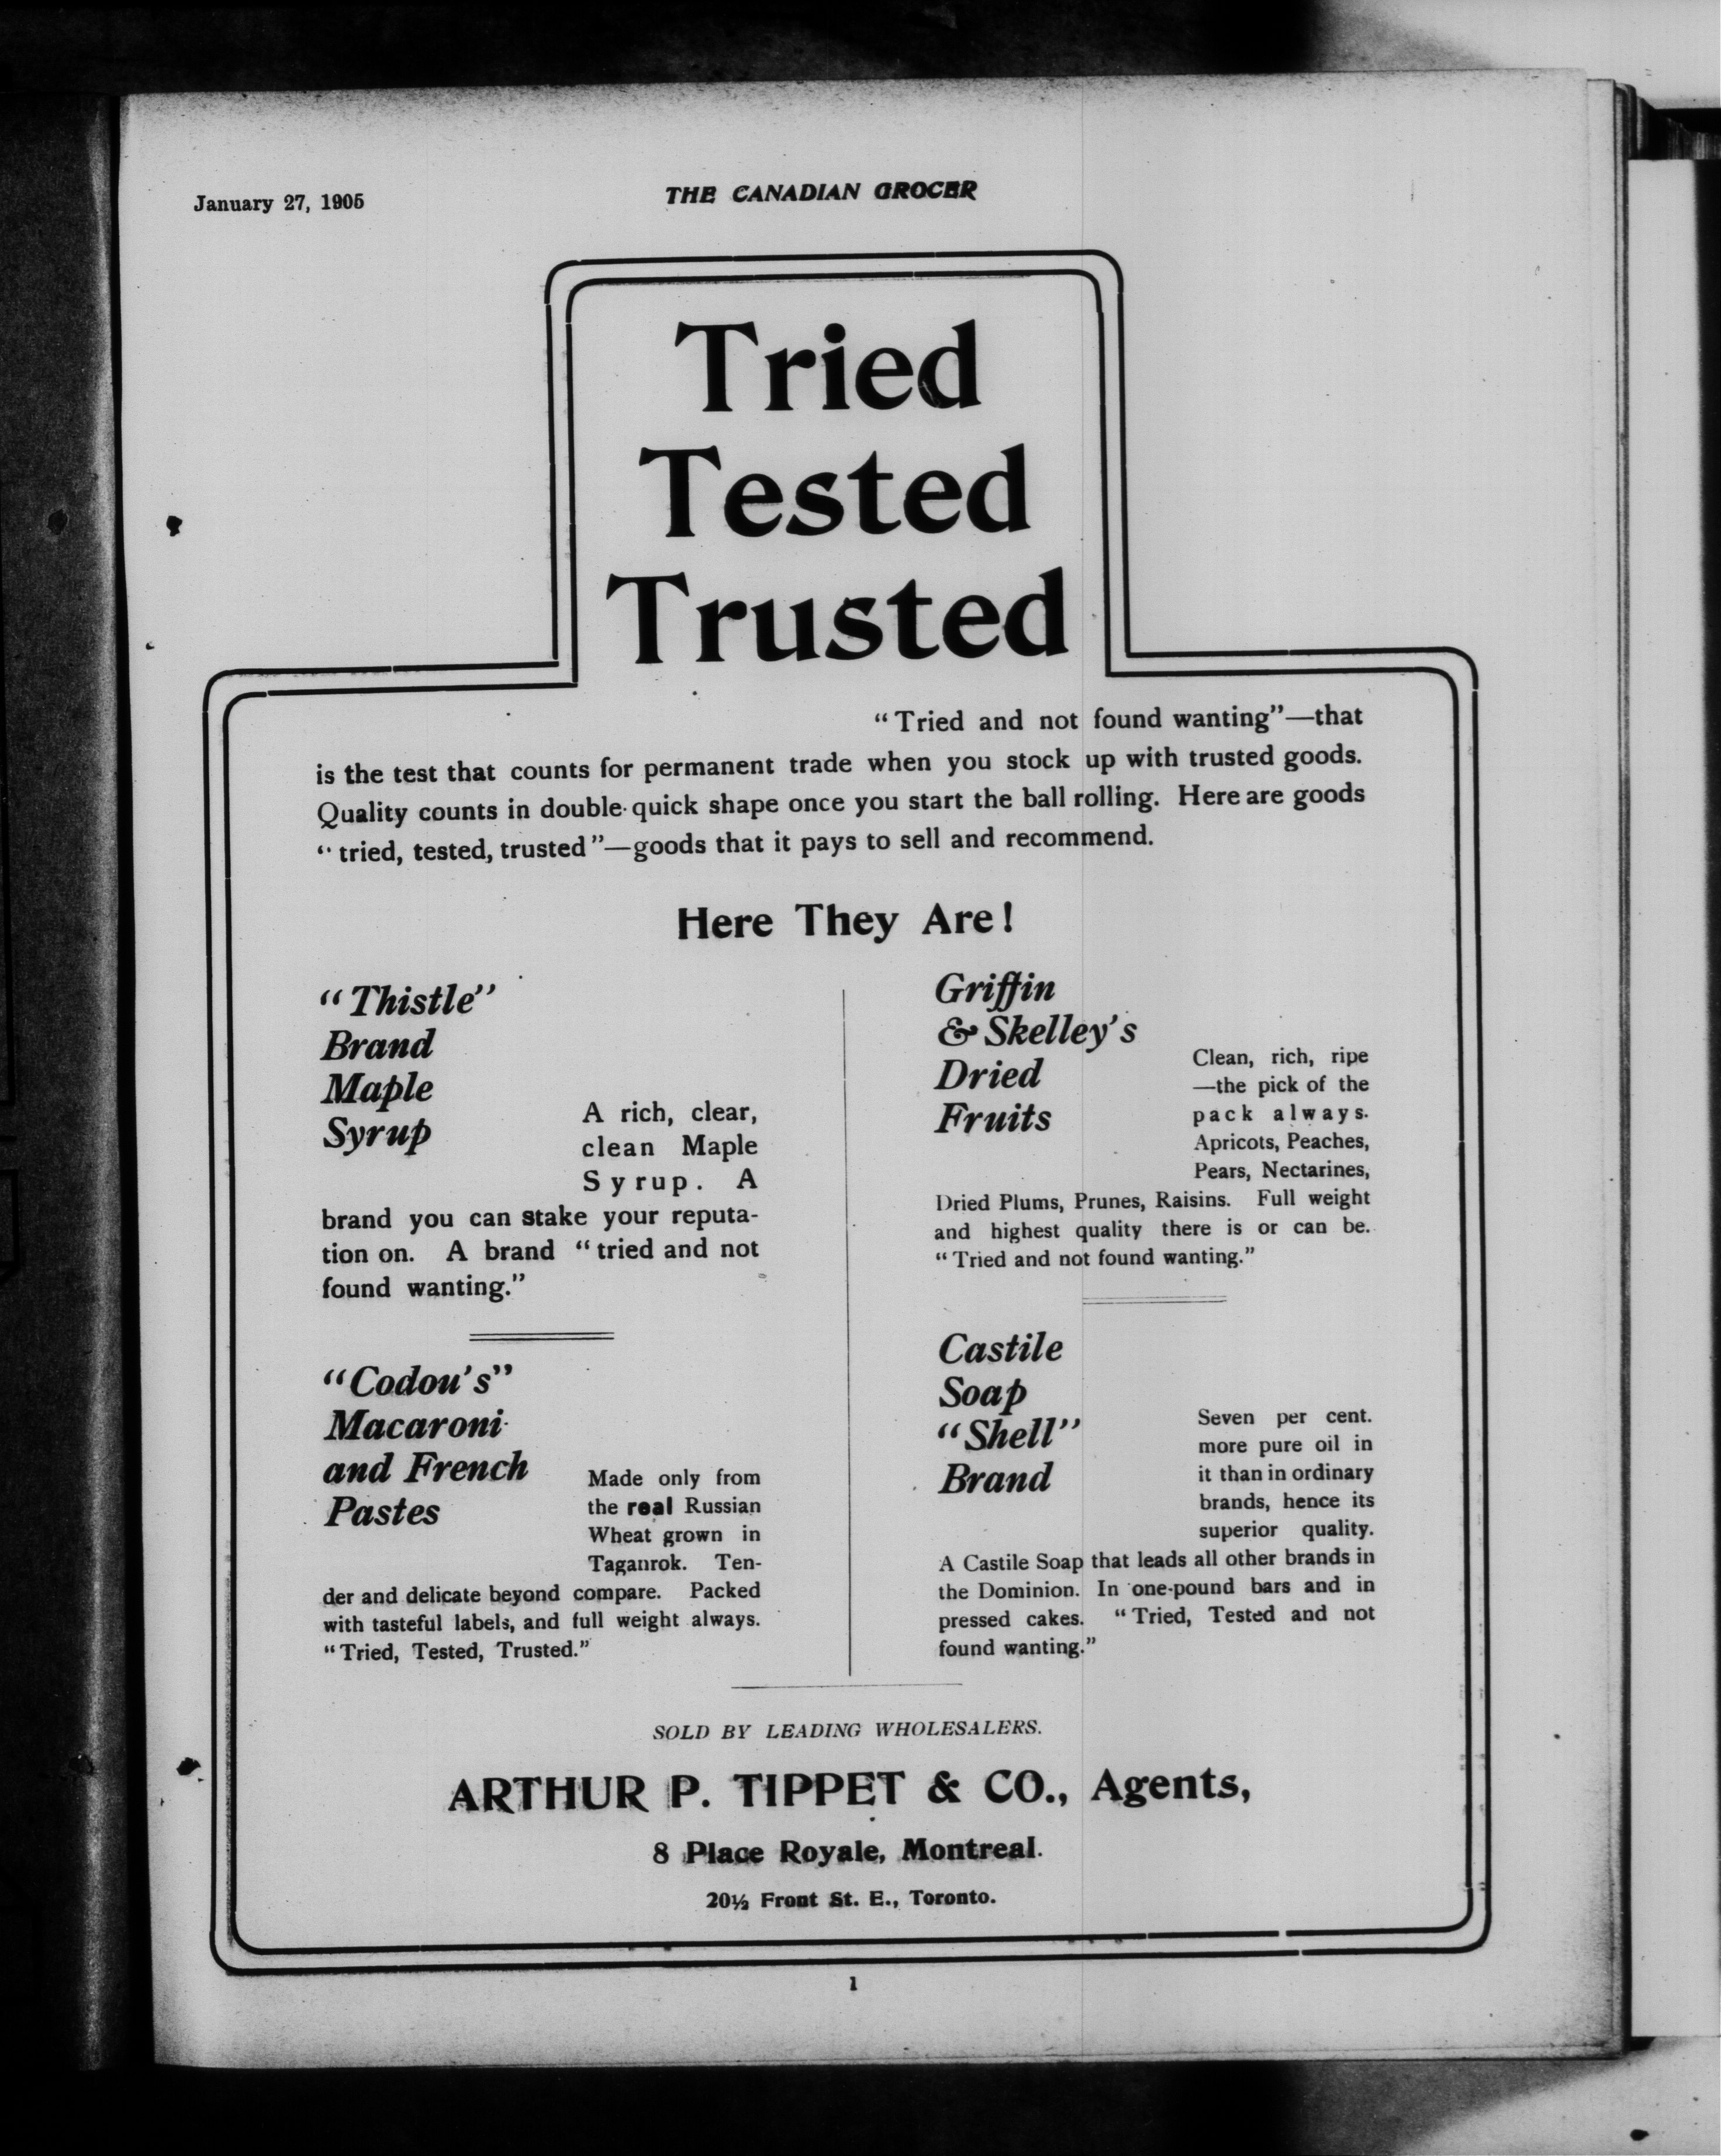 January 27, 1905
THE CANADIAN GROCER
Tried
Tested
Trusted
“Tried and not found wanting”—that
is the test that counts for permanent trade when you stock up with trusted goods.
Quality counts in double-quick shape once you start the ball rolling. Here are goods
“tried, tested, trusted”—goods that it pays to sell and recommend.
Here They Are!
“Thistle”
Brand
Maple
Syrup
A rich, clear,
clean Maple
Syrup. A
brand you can stake your reputa-
tion on. A brand “tried and not
found wanting.”
“Codou's”
Macaroni
and French
Pastes
Made only from
the real Russian
Wheat grown in
Taganrok. Ten-
der and delicate beyond compare. Packed
with tasteful labels, and full weight always.
“Tried, Tested, Trusted.”
Griffin
& Skelley's
Dried
Fruits
Clean, rich, ripe
—the pick of the
pack always.
Apricots, Peaches,
Pears, Nectarines,
Dried Plums, Prunes, Raisins. Full weight
and highest quality there is or can be.
“Tried and not found wanting.”
Castile
Soap
“Shell”
Brand
Seven per cent.
more pure oil in
it than in ordinary
brands, hence its
superior quality.
A Castile Soap that leads all other brands in
the Dominion. In one-pound bars and in
pressed cakes. “Tried, Tested and not
found wanting.”
SOLD BY LEADING WHOLESALERS.
ARTHUR P. TIPPET & CO., Agents,
8 Place Royale, Montreal.
20½ Front St. E., Toronto.
1